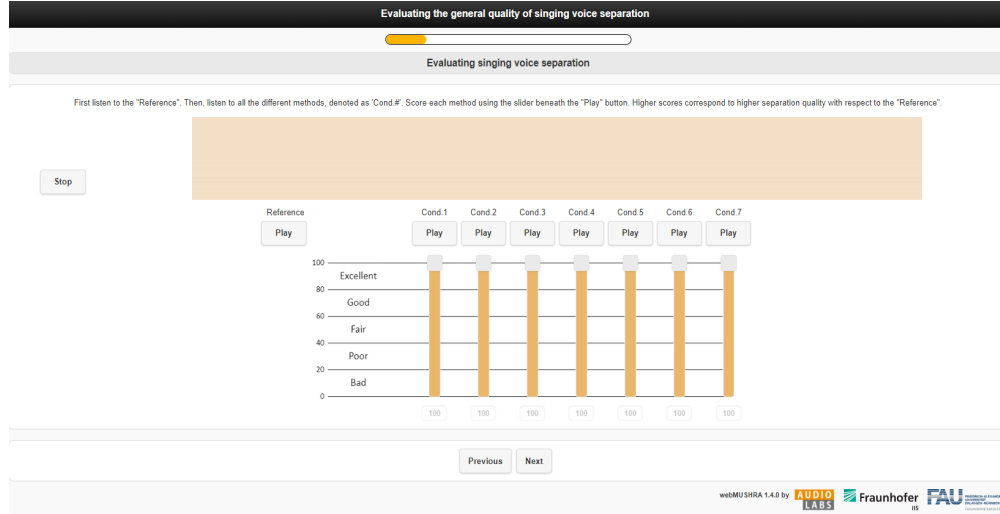 Evaluating the general quality of singing voice separation
Evaluating singing voice separation
First listen to the "Reference". Then, listen to all the different methods, denoted as 'Cond.#'. Score each method using the slider beneath the "Play" button. Higher scores correspond to higher separation quality with respect to the "Reference".
Stop
Reference Cond.1 Cond.2 Cond.3 Cond.4 Cond.5 Cond.6 Cond.7
Play Play Play Play Play Play Play Play
100
Excellent
80
Good
60
Fair
40
Poor
20
Bad
0
100 100 100 100 100 100 100
Previous Next
webMUSHRA 1.4.0 by AUDIO LABS Fraunhofer IIS FAU